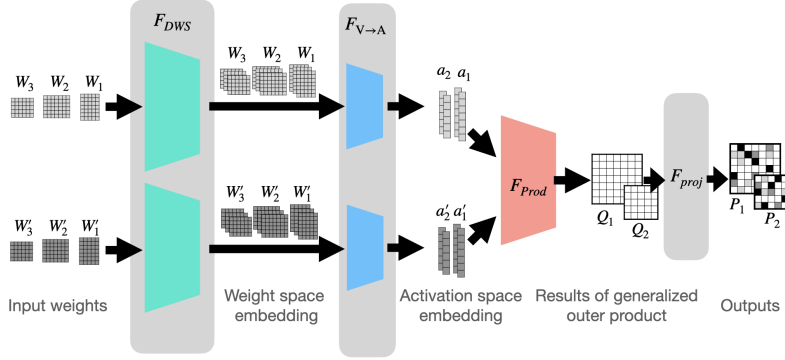 F_DWS
F_V→A
W_3 W_2 W_1
W_3 W_2 W_1
a_2 a_1
F_Prod
F_proj
Q_1
Q_2
P_1
P_2
W'_3 W'_2 W'_1
W'_3 W'_2 W'_1
a'_2 a'_1
Input weights
Weight space
embedding
Activation space
embedding
Results of generalized
outer product
Outputs